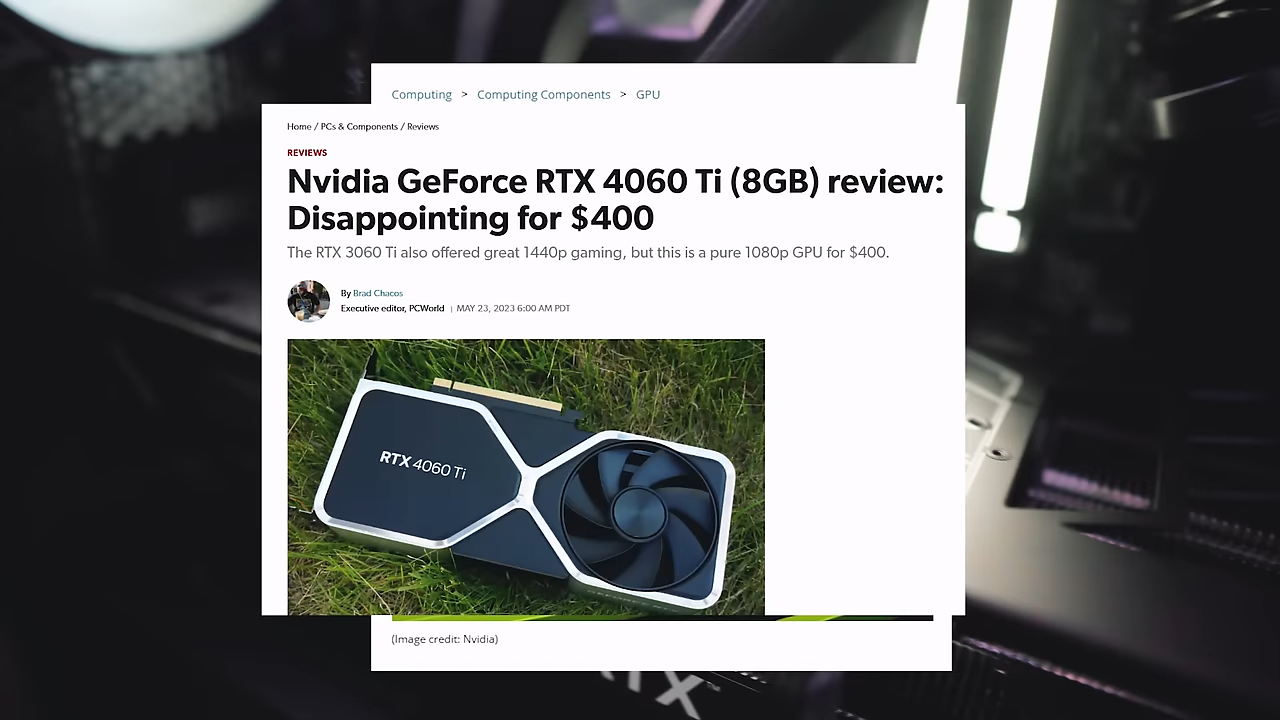 Computing > Computing Components > GPU
Home / PCs & Components / Reviews
REVIEWS
Nvidia GeForce RTX 4060 Ti (8GB) review:
Disappointing for $400
The RTX 3060 Ti also offered great 1440p gaming, but this is a pure 1080p GPU for $400.
By Brad Chacos
Executive editor, PCWorld | MAY 23, 2023 6:00 AM PDT
RTX 4060 Ti
(Image credit: Nvidia)
RTX